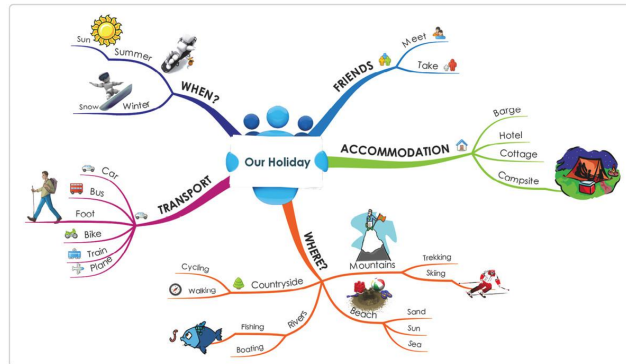 Our Holiday
WHEN?
Summer
Sun
Winter
Snow
FRIENDS
Meet
Take
ACCOMMODATION
Barge
Hotel
Cottage
Compsite
TRANSPORT
Car
Bus
Foot
Bike
Train
Plane
WHERE?
Mountains
Trekking
Skiing
Beach
Sand
Sun
Sea
Countryside
Cycling
Walking
Rivers
Fishing
Boating